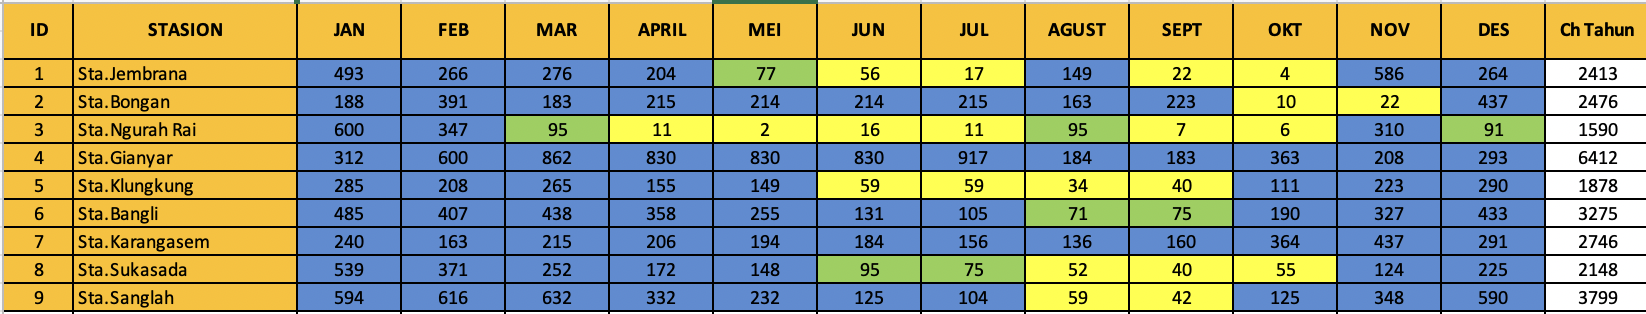 ID STASION JAN FEB MAR APRIL MEI JUN JUL AGUST SEPT OKT NOV DES Ch Tahun
1 Sta.Jembrana 493 266 276 204 77 56 17 149 22 4 586 264 2413
2 Sta.Bongan 188 391 183 215 214 214 215 163 223 10 22 437 2476
3 Sta.Ngurah Rai 600 347 95 11 2 16 11 95 7 6 310 91 1590
4 Sta.Gianyar 312 600 862 830 830 830 917 184 183 363 208 293 6412
5 Sta.Klungkung 285 208 265 155 149 59 59 34 40 111 223 290 1878
6 Sta.Bangli 485 407 438 358 255 131 105 71 75 190 327 433 3275
7 Sta.Karangasem 240 163 215 206 194 184 156 136 160 364 437 291 2746
8 Sta.Sukasada 539 371 252 172 148 95 75 52 40 55 124 225 2148
9 Sta.Sanglah 594 616 632 332 232 125 104 59 42 125 348 590 3799